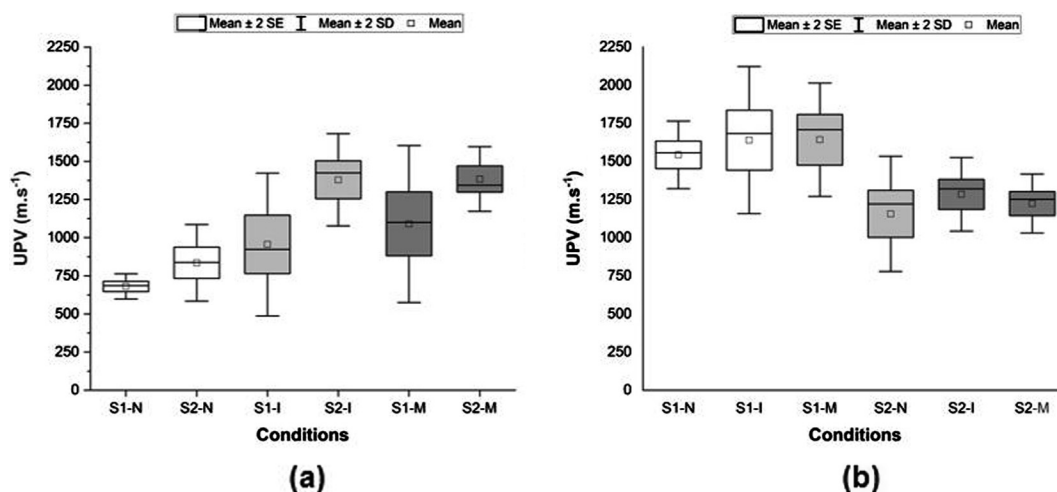 Mean ± 2 SE Mean ± 2 SD Mean
2250
2000
1750
1500
1250
1000
750
500
250
0
UPV (m.s-1)
S1-N S2-N S1-I S2-I S1-M S2-M
Conditions
(a)
Mean ± 2 SE Mean ± 2 SD Mean
2250
2000
1750
1500
1250
1000
750
500
250
0
UPV (m.s-1)
S1-N S1-I S1-M S2-N S2-I S2-M
Conditions
(b)